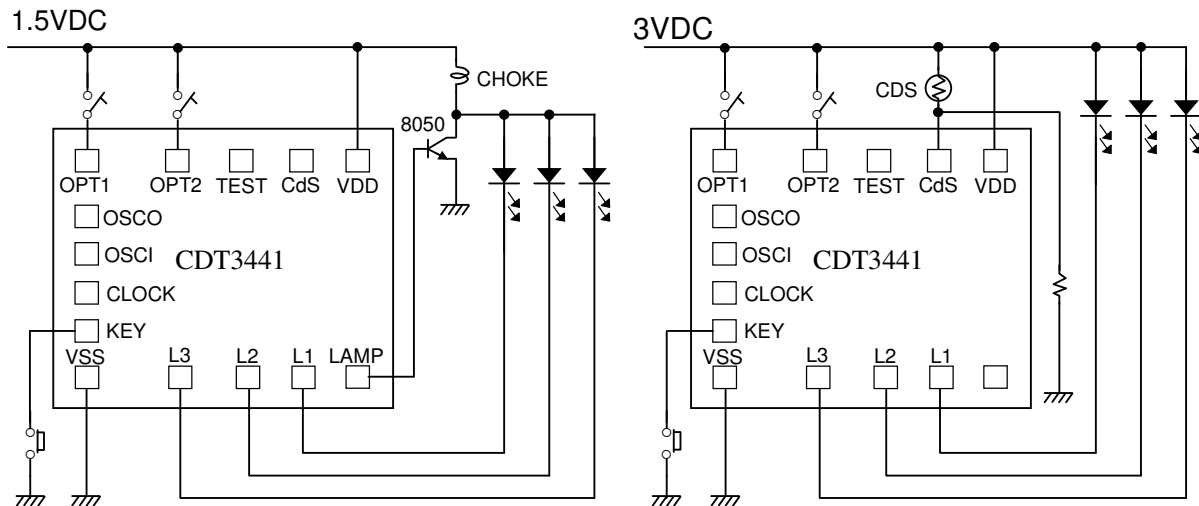 1.5VDC
CHOKE
8050
OPT1 OPT2 TEST CdS VDD
OSCO
OSCI
CDT3441
CLOCK
KEY
VSS L3 L2 L1 LAMP
3VDC
CDS
OPT1 OPT2 TEST CdS VDD
OSCO
OSCI
CDT3441
CLOCK
KEY
VSS L3 L2 L1